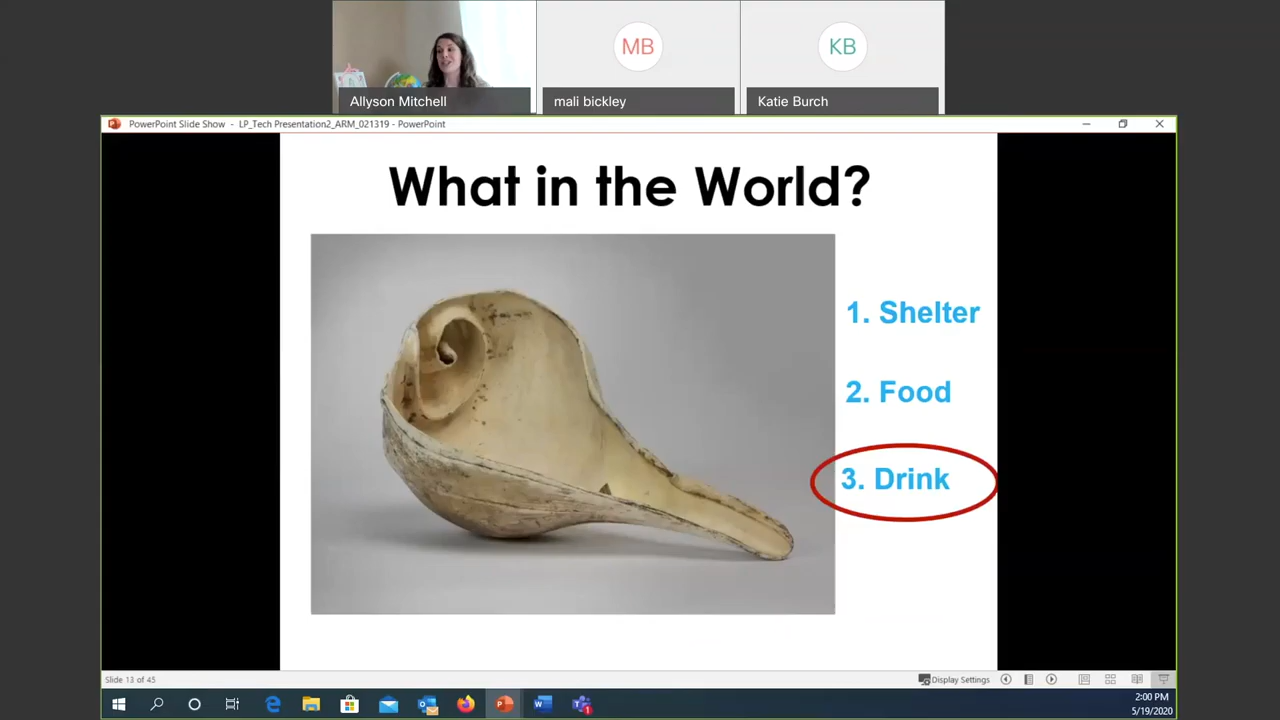 MB
KB
Allyson Mitchell
mali bickley
Katie Burch
PowerPoint Slide Show - LP_Tech Presentation2_ARM_021319 - PowerPoint
What in the World?
1. Shelter
2. Food
3. Drink
Slide 13 of 45
Display Settings
2:00 PM
5/19/2020